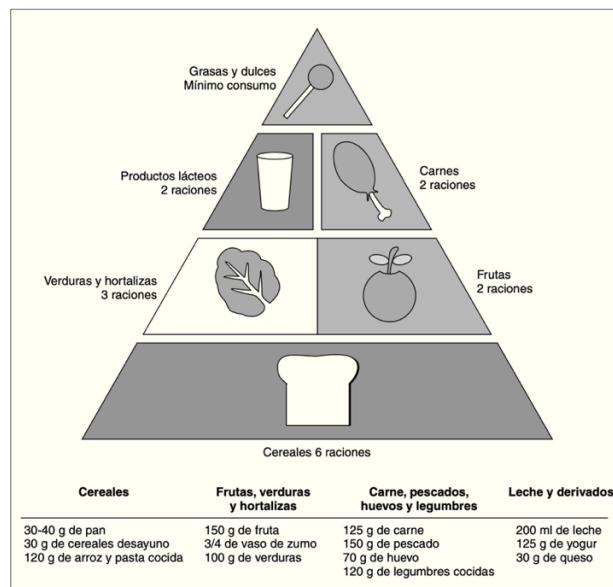 Grasas y dulces
Mínimo consumo
Productos lácteos
2 raciones
Carnes
2 raciones
Verduras y hortalizas
3 raciones
Frutas
2 raciones
Cereales 6 raciones
Cereales
30-40 g de pan
30 g de cereales desayuno
120 g de arroz y pasta cocida
Frutas, verduras
y hortalizas
150 g de fruta
3/4 de vaso de zumo
100 g de verduras
Carne, pescados,
huevos y legumbres
125 g de carne
150 g de pescado
70 g de huevo
120 g de legumbres cocidas
Leche y derivados
200 ml de leche
125 g de yogur
30 g de queso